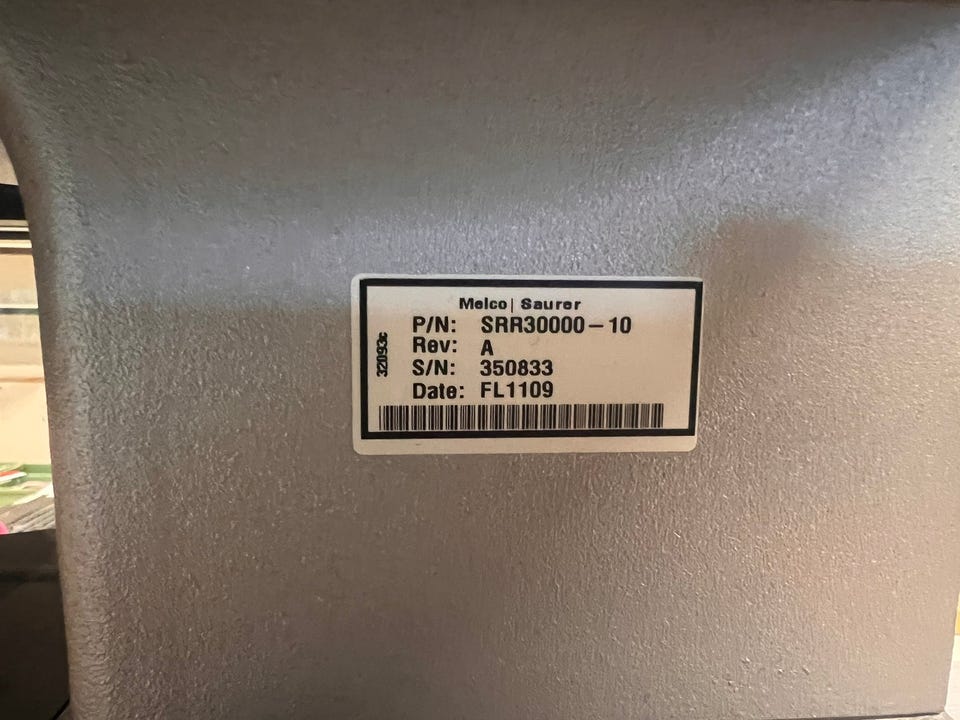 Melco | Saurer
P/N: SRR30000-10
Rev: A
S/N: 350833
Date: FL1109
32093c